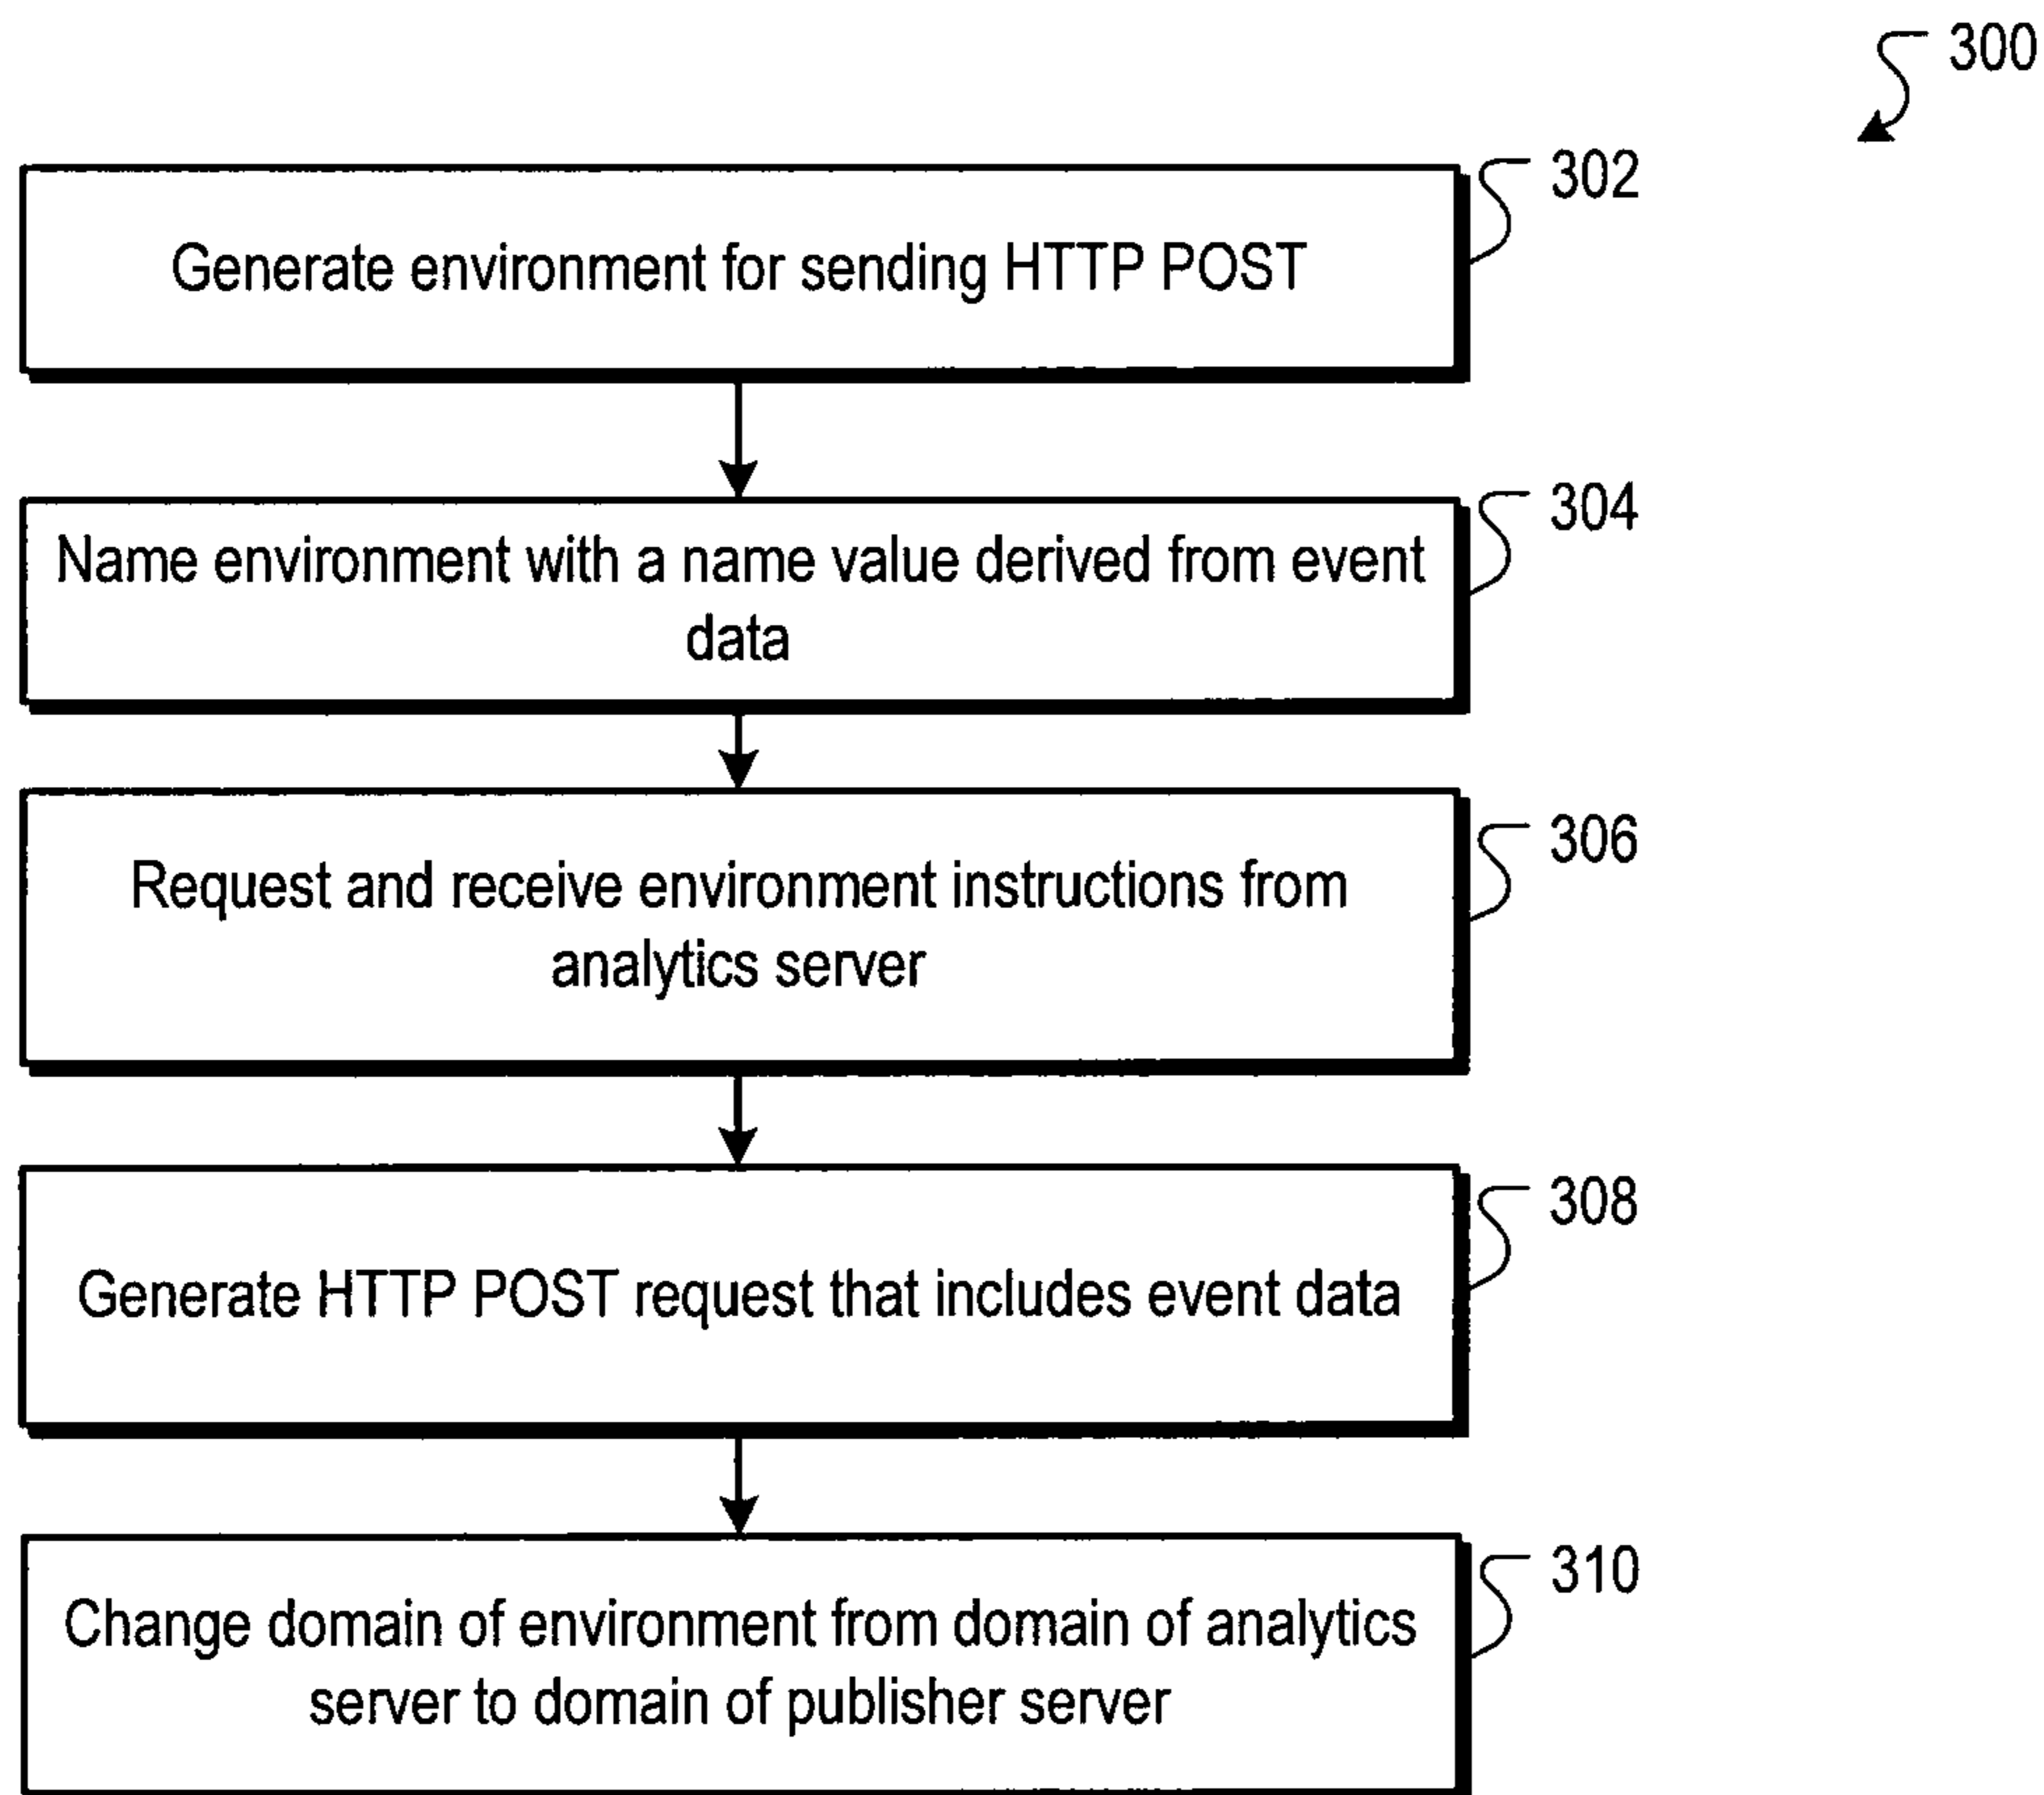 300
302
Generate environment for sending HTTP POST
304
Name environment with a name value derived from event
data
306
Request and receive environment instructions from
analytics server
308
Generate HTTP POST request that includes event data
310
Change domain of environment from domain of analytics
server to domain of publisher server